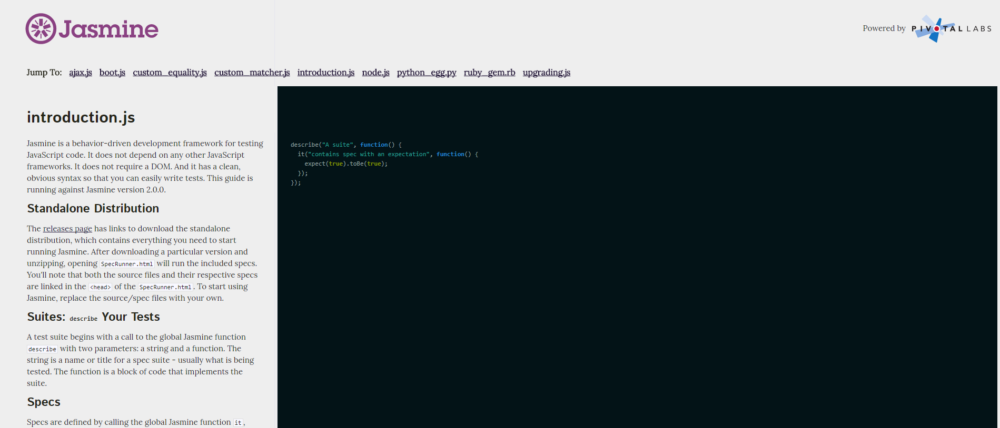 Jasmine
Powered by PIVOTAL LABS
Jump To: ajax.js boot.js custom_equality.js custom_matcher.js introduction.js node.js python_egg.py ruby_gem.rb upgrading.js
introduction.js
Jasmine is a behavior-driven development framework for testing
JavaScript code. It does not depend on any other JavaScript
frameworks. It does not require a DOM. And it has a clean,
obvious syntax so that you can easily write tests. This guide is
running against Jasmine version 2.0.0.
Standalone Distribution
The releases page has links to download the standalone
distribution, which contains everything you need to start
running Jasmine. After downloading a particular version and
unzipping, opening SpecRunner.html will run the included specs.
You'll note that both the source files and their respective specs
are linked in the <head> of the SpecRunner.html. To start using
Jasmine, replace the source/spec files with your own.
Suites: describe Your Tests
A test suite begins with a call to the global Jasmine function
describe with two parameters: a string and a function. The
string is a name or title for a spec suite - usually what is being
tested. The function is a block of code that implements the
suite.
Specs
Specs are defined by calling the global Jasmine function it,
describe("A suite", function() {
  it("contains spec with an expectation", function() {
    expect(true).toBe(true);
  });
});